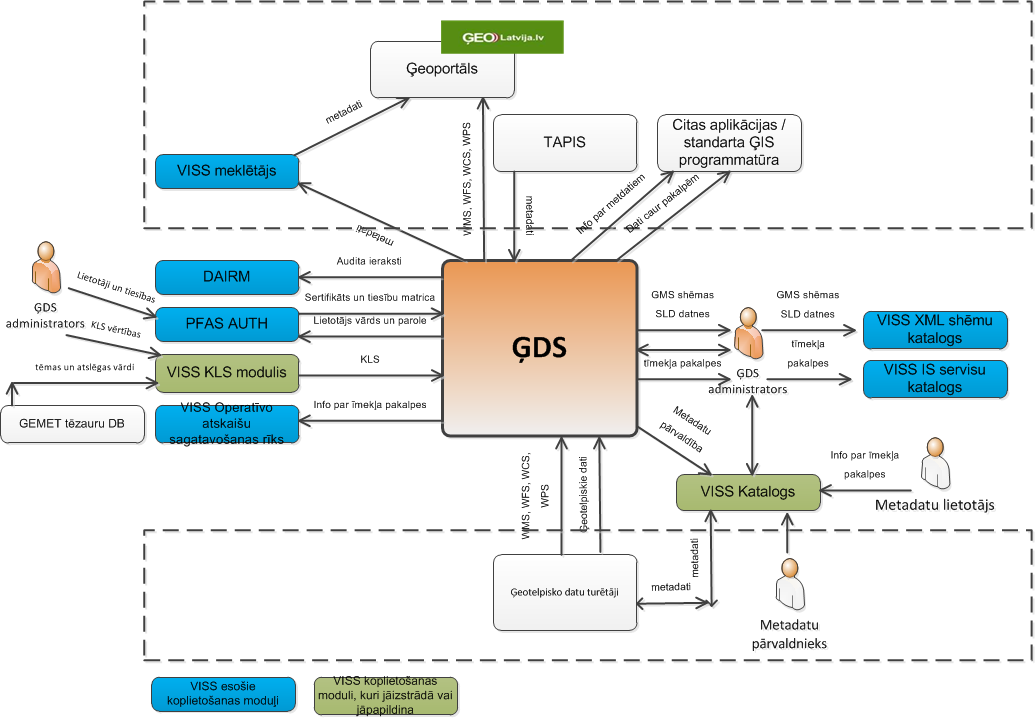 ĢEO Latvija.lv
Ģeoportāls
metadati
WMS, WFS, WCS, WPS
TAPIS
Citas aplikācijas /
standarta ĢIS
programmatūra
VISS meklētājs
metadati
metadati
Info par metdatiem
Dati caur pakalpēm
ĢDS
administrators
Lietotāji un tiesības
KLS vērtības
DAIRM
Audita ieraksti
PFAS AUTH
Sertifikāts un tiesību matrica
Lietotājs vārds un parole
VISS KLS modulis
KLS
tēmas un atslēgas vārdi
GEMET tēzauru DB
VISS Operatīvo
atskaišu
sagatavošanas rīks
Info par īmekļa pakalpes
ĢDS
GMS shēmas
SLD datnes
tīmekļa pakalpes
ĢDS
administrators
GMS shēmas
SLD datnes
tīmekļa
pakalpes
VISS XML shēmu
katalogs
VISS IS servisu
katalogs
Metadatu
pārvaldība
VISS Katalogs
Info par īmekļa
pakalpes
Metadatu lietotājs
WMS, WFS, WCS,
WPS
Ģeotelpiskie dati
Ģeotelpisko datu turētāji
metadati
metadati
Metadatu
pārvaldnieks
VISS esošie
koplietošanas moduļi
VISS koplietošanas
moduļi, kuri jāizstrādā vai
jāpapildina